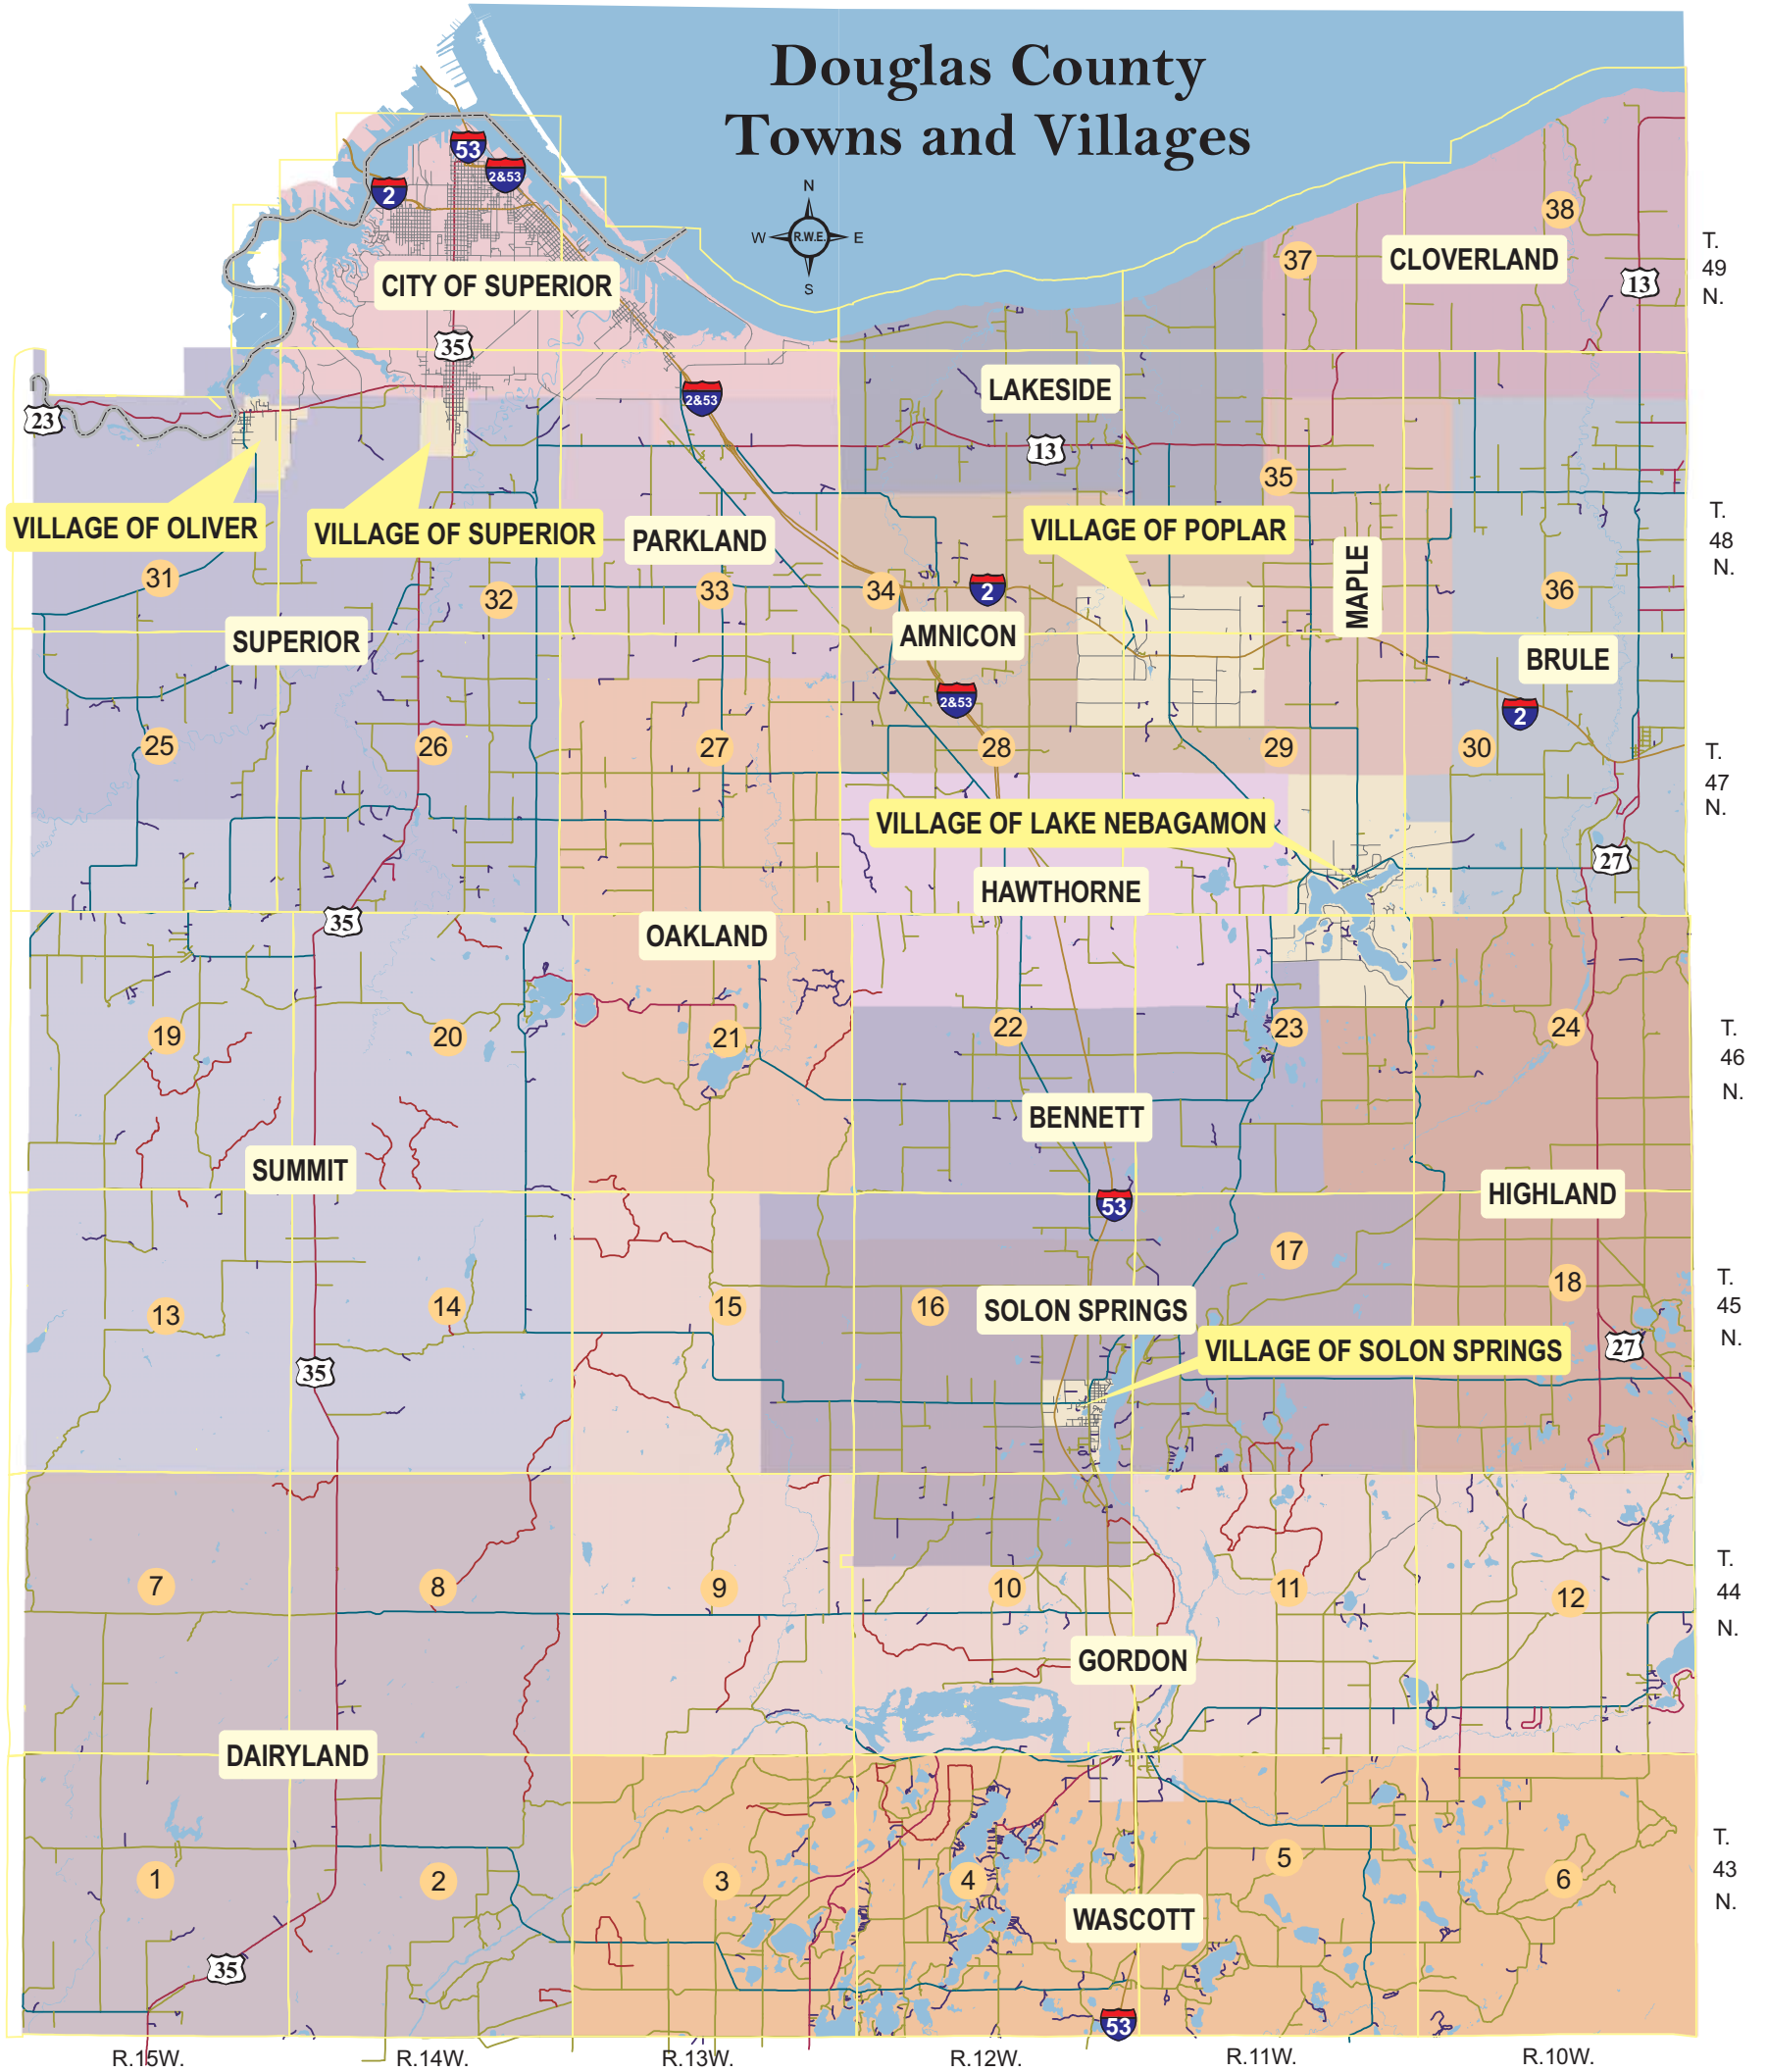 Douglas County
Towns and Villages
N
W R.W.E. E
S
53
2&53
2
CITY OF SUPERIOR
35
23
2&53
LAKESIDE
13
37
CLOVERLAND
38
13
T.
49
N.
35
VILLAGE OF OLIVER
VILLAGE OF SUPERIOR
PARKLAND
VILLAGE OF POPLAR
MAPLE
T.
48
N.
31
32
33
34
2
36
SUPERIOR
AMNICON
BRULE
2&53
2
25
26
27
28
29
30
T.
47
N.
VILLAGE OF LAKE NEBAGAMON
27
HAWTHORNE
35
OAKLAND
19
20
21
22
23
24
T.
46
N.
BENNETT
SUMMIT
53
HIGHLAND
17
13
14
15
16
SOLON SPRINGS
18
T.
45
N.
VILLAGE OF SOLON SPRINGS
27
35
7
8
9
10
11
12
T.
44
N.
GORDON
DAIRYLAND
1
2
3
4
5
6
T.
43
N.
WASCOTT
35
53
R.15W. R.14W. R.13W. R.12W. R.11W. R.10W.